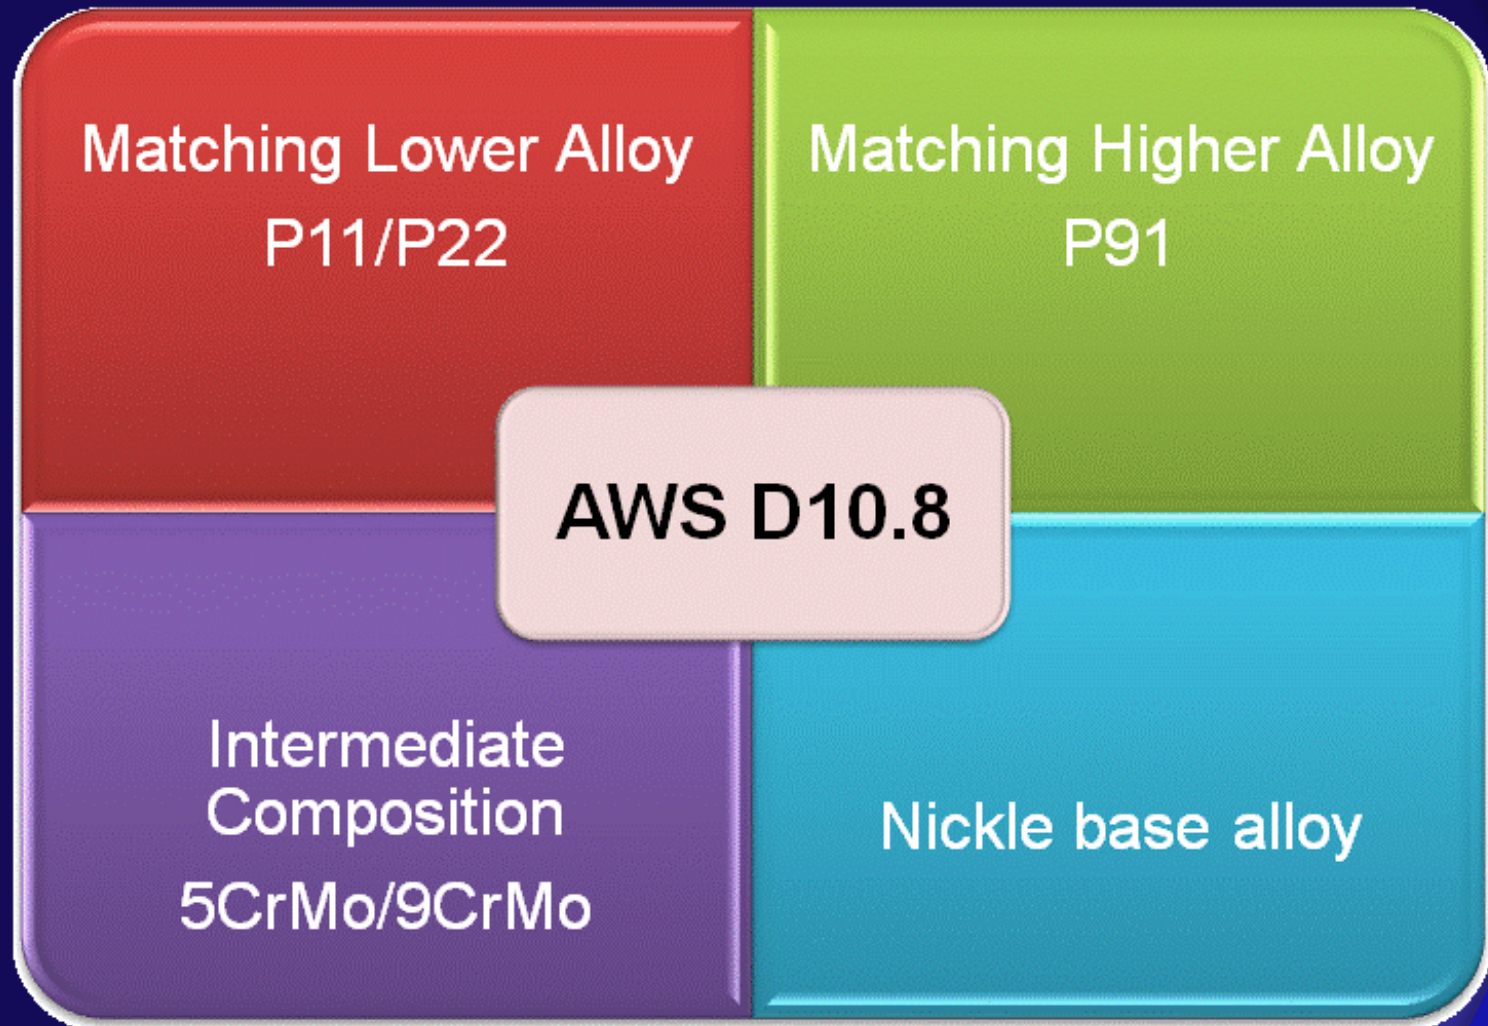 Matching Lower Alloy
P11/P22
Matching Higher Alloy
P91
AWS D10.8
Intermediate
Composition
5CrMo/9CrMo
Nickle base alloy